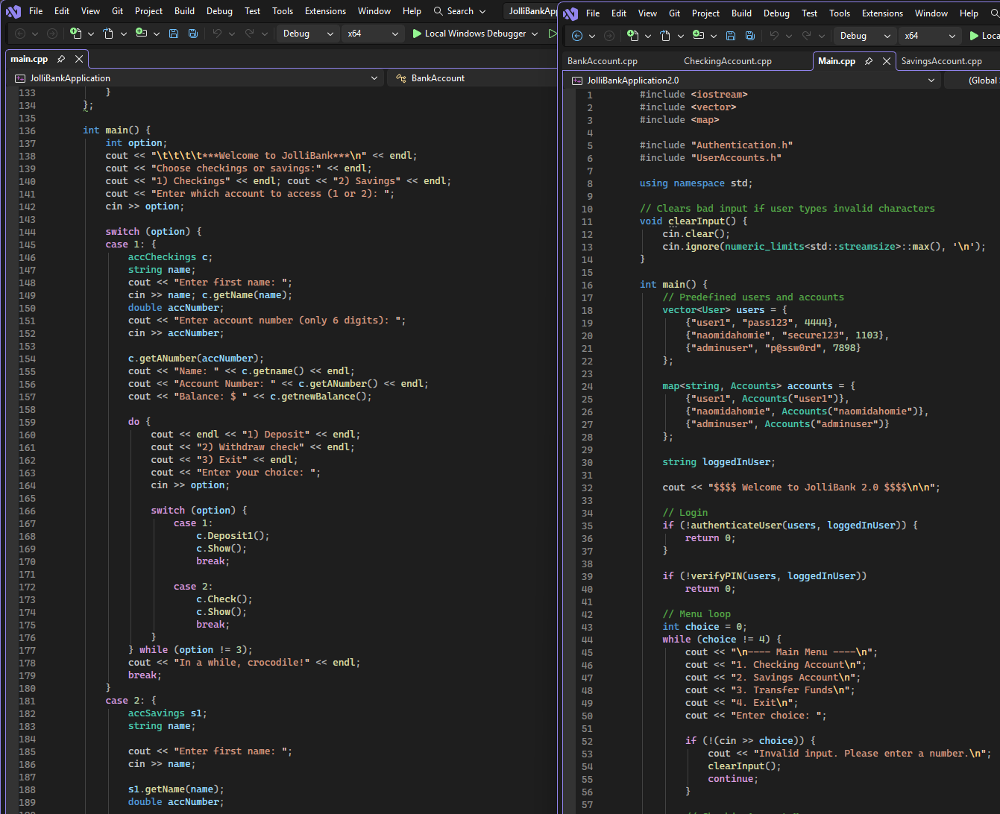 File Edit View Git Project Build Debug Test Tools Extensions Window Help Search JolliBankApp
Debug x64 Local Windows Debugger
main.cpp
JolliBankApplication BankAccount
133 }
134 };
135
136 int main() {
137 int option;
138 cout << "\t\t\t\t***Welcome to JolliBank***\n" << endl;
139 cout << "Choose checkings or savings:" << endl;
140 cout << "1) Checkings" << endl; cout << "2) Savings" << endl;
141 cout << "Enter which account to access (1 or 2): ";
142 cin >> option;
143
144 switch (option) {
145 case 1: {
146 accCheckings c;
147 string name;
148 cout << "Enter first name: ";
149 cin >> name; c.getName(name);
150 double accNumber;
151 cout << "Enter account number (only 6 digits): ";
152 cin >> accNumber;
153
154 c.getANumber(accNumber);
155 cout << "Name: " << c.getname() << endl;
156 cout << "Account Number: " << c.getANumber() << endl;
157 cout << "Balance: $ " << c.getnewBalance();
158
159 do {
160 cout << endl << "1) Deposit" << endl;
161 cout << "2) Withdraw check" << endl;
162 cout << "3) Exit" << endl;
163 cout << "Enter your choice: ";
164 cin >> option;
165
166 switch (option) {
167 case 1:
168 c.Deposit1();
169 c.Show();
170 break;
171
172 case 2:
173 c.Check();
174 c.Show();
175 break;
176 }
177 } while (option != 3);
178 cout << "In a while, crocodile!" << endl;
179 break;
180 }
181 case 2: {
182 accSavings s1;
183 string name;
184
185 cout << "Enter first name: ";
186 cin >> name;
187
188 s1.getName(name);
189 double accNumber;
File Edit View Git Project Build Debug Test Tools Extensions Window Help
Debug x64 Loca
BankAccount.cpp CheckingAccount.cpp Main.cpp SavingsAccount.cpp
JolliBankApplication2.0 (Global
1 #include <iostream>
2 #include <vector>
3 #include <map>
4
5 #include "Authentication.h"
6 #include "UserAccounts.h"
7
8 using namespace std;
9
10 // Clears bad input if user types invalid characters
11 void clearInput() {
12 cin.clear();
13 cin.ignore(numeric_limits<std::streamsize>::max(), '\n');
14 }
15
16 int main() {
17 // Predefined users and accounts
18 vector<User> users = {
19 {"user1", "pass123", 4444},
20 {"naomidahomie", "secure123", 1103},
21 {"adminuser", "p@ssw0rd", 7898}
22 };
23
24 map<string, Accounts> accounts = {
25 {"user1", Accounts("user1")},
26 {"naomidahomie", Accounts("naomidahomie")},
27 {"adminuser", Accounts("adminuser")}
28 };
29
30 string loggedInUser;
31
32 cout << "$$$$ Welcome to JolliBank 2.0 $$$$\n\n";
33
34 // Login
35 if (!authenticateUser(users, loggedInUser)) {
36 return 0;
37 }
38
39 if (!verifyPIN(users, loggedInUser))
40 return 0;
41
42 // Menu loop
43 int choice = 0;
44 while (choice != 4) {
45 cout << "\n---- Main Menu ----\n";
46 cout << "1. Checking Account\n";
47 cout << "2. Savings Account\n";
48 cout << "3. Transfer Funds\n";
49 cout << "4. Exit\n";
50 cout << "Enter choice: ";
51
52 if (!(cin >> choice)) {
53 cout << "Invalid input. Please enter a number.\n";
54 clearInput();
55 continue;
56 }
57